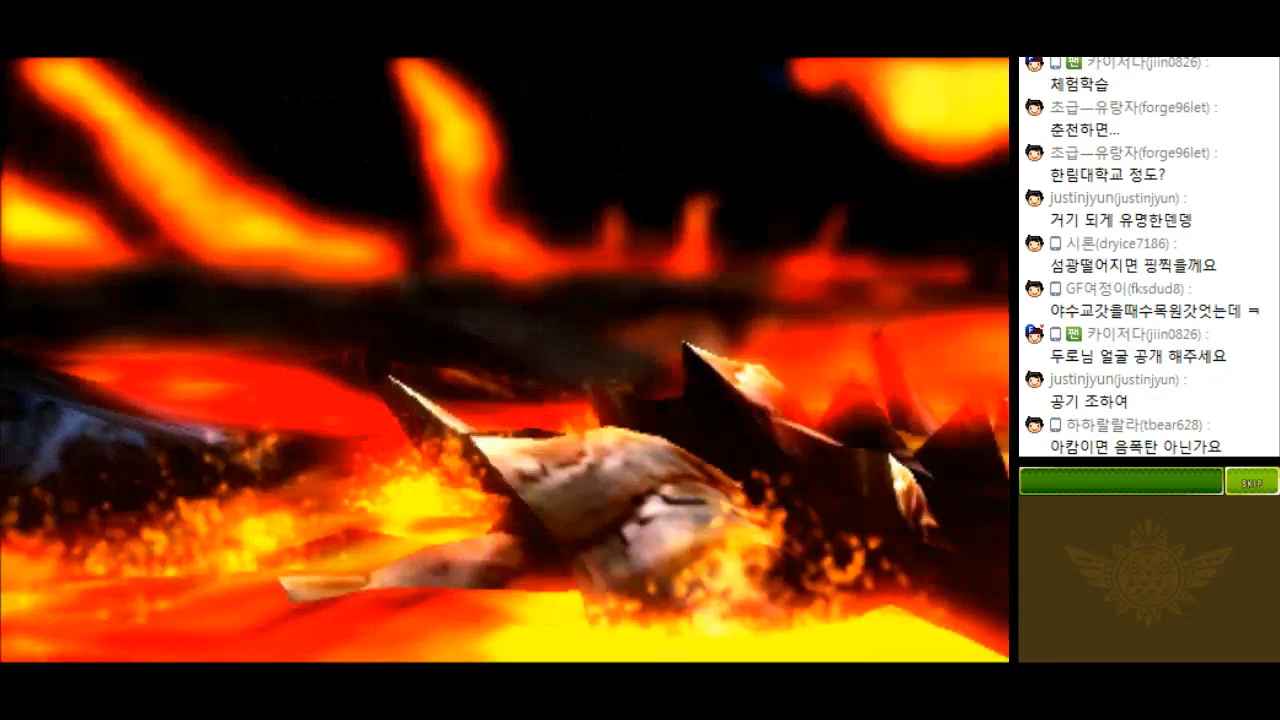 카이저다(jiin0826) :
체험학습
초급—유랑자(forge96let) :
춘천하면...
초급—유랑자(forge96let) :
한림대학교 정도?
justinjyun(justinjyun) :
거기 되게 유명한덴뎅
시론(dryice7186) :
섬광떨어지면 핑찍을께요
GF여정이(fksdud8) :
야수교갓을때수목원갓엇는데 ㅋ
팬 카이저다(jiin0826) :
두로님 얼굴 공개 해주세요
justinjyun(justinjyun) :
공기 조하여
하하랄랄라(tbear628) :
아캄이면 음폭탄 아닌가요
SKIP